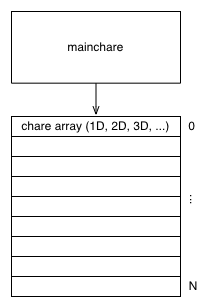 mainchare
chare array (1D, 2D, 3D, ...)
0
...
N